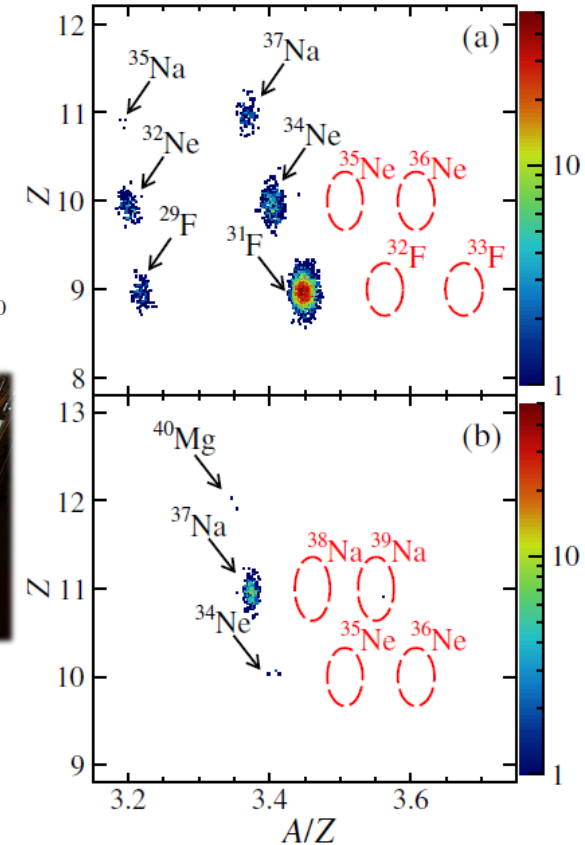 12
(a)
³⁵Na
³⁷Na
11
³²Ne
³⁴Ne
³⁵Ne
³⁶Ne
10
Z
10
²⁹F
³¹F
³²F
³³F
9
0
8
1
13
(b)
⁴⁰Mg
12
³⁷Na
³⁸Na
³⁹Na
11
Z
10
³⁴Ne
³⁵Ne
³⁶Ne
10
9
1
3.2
3.4
3.6
A/Z